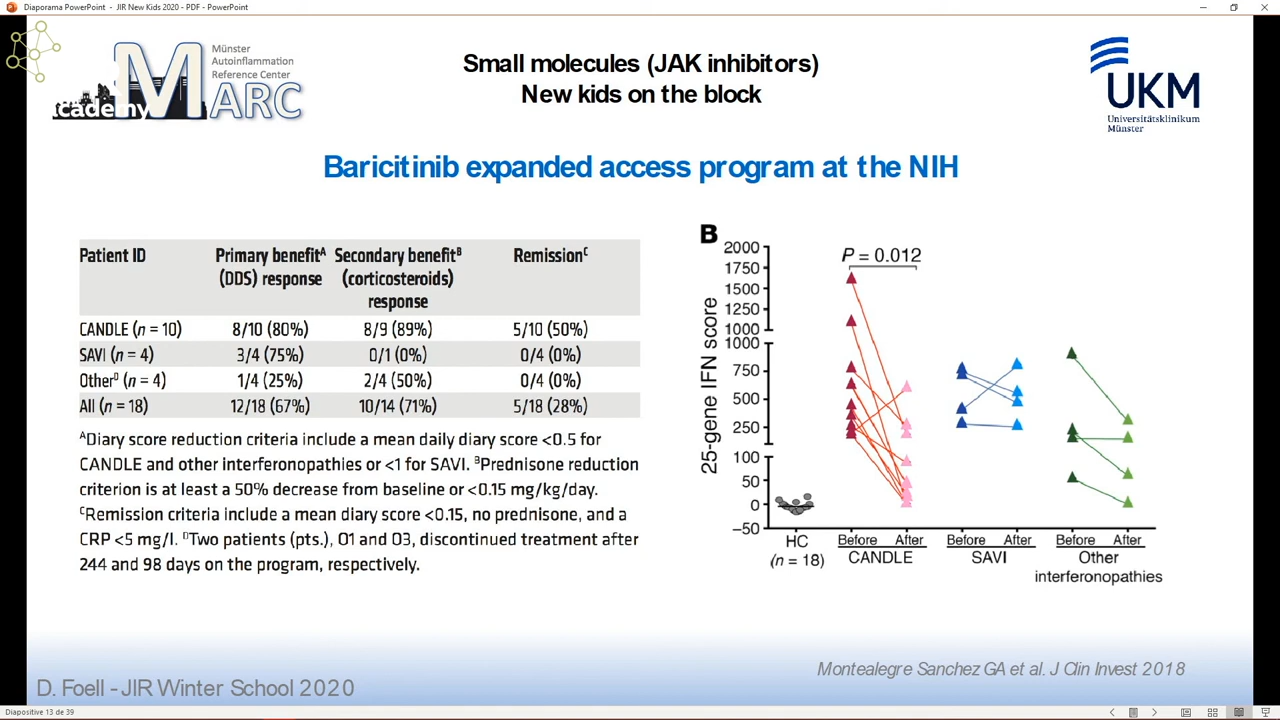 Diaporama PowerPoint - JIR New Kids 2020 - PDF - PowerPoint
MARC
Münster
Autoinflammation
Reference Center
academy
Small molecules (JAK inhibitors)
New kids on the block
UKM
Universitätsklinikum
Münster
Baricitinib expanded access program at the NIH
Patient ID Primary benefitA Secondary benefitB RemissionC
(DDS) response (corticosteroids)
response
CANDLE (n = 10) 8/10 (80%) 8/9 (89%) 5/10 (50%)
SAVI (n = 4) 3/4 (75%) 0/1 (0%) 0/4 (0%)
OtherD (n = 4) 1/4 (25%) 2/4 (50%) 0/4 (0%)
All (n = 18) 12/18 (67%) 10/14 (71%) 5/18 (28%)
ADiary score reduction criteria include a mean daily diary score <0.5 for
CANDLE and other interferonopathies or <1 for SAVI. BPrednisone reduction
criterion is at least a 50% decrease from baseline or <0.15 mg/kg/day.
CRemission criteria include a mean diary score <0.15, no prednisone, and a
CRP <5 mg/l. DTwo patients (pts.), O1 and O3, discontinued treatment after
244 and 98 days on the program, respectively.
B
25-gene IFN score
2000
1750
1500
1250
1000
1000
750
500
250
100
50
0
−50
P = 0.012
HC
(n = 18)
Before After Before After Before After
CANDLE SAVI Other
interferonopathies
Montealegre Sanchez GA et al. J Clin Invest 2018
D. Foell - JIR Winter School 2020
Diapositive 13 de 39